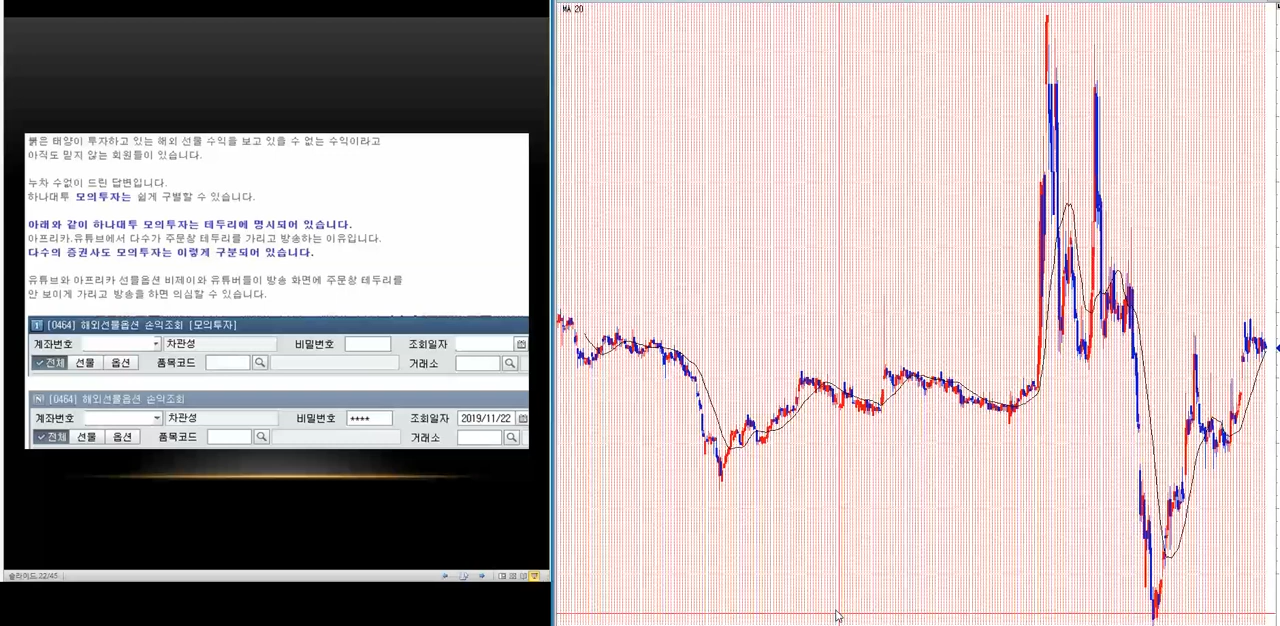 MA 20
붉은 태양이 투자하고 있는 해외 선물 수익을 보고 있을 수 없는 수익이라고
아직도 믿지 않는 회원들이 있습니다.
누차 수없이 드린 답변입니다.
하나대투 모의투자는 쉽게 구별할 수 있습니다.
아래와 같이 하나대투 모의투자는 테두리에 명시되어 있습니다.
아프리카.유튜브에서 다수가 주문창 테두리를 가리고 방송하는 이유입니다.
다수의 증권사도 모의투자는 이렇게 구분되어 있습니다.
유튜브와 아프리카 선물옵션 비제이와 유튜버들이 방송 화면에 주문창 테두리를
안 보이게 가리고 방송을 하면 의심할 수 있습니다.
[0464] 해외선물옵션 손익조회 [모의투자]
계좌번호 차관성 비밀번호 조회일자
전체 선물 옵션 품목코드 거래소
[0464] 해외선물옵션 손익조회
계좌번호 차관성 비밀번호 **** 조회일자 2019/11/22
전체 선물 옵션 품목코드 거래소
슬라이드 22/45